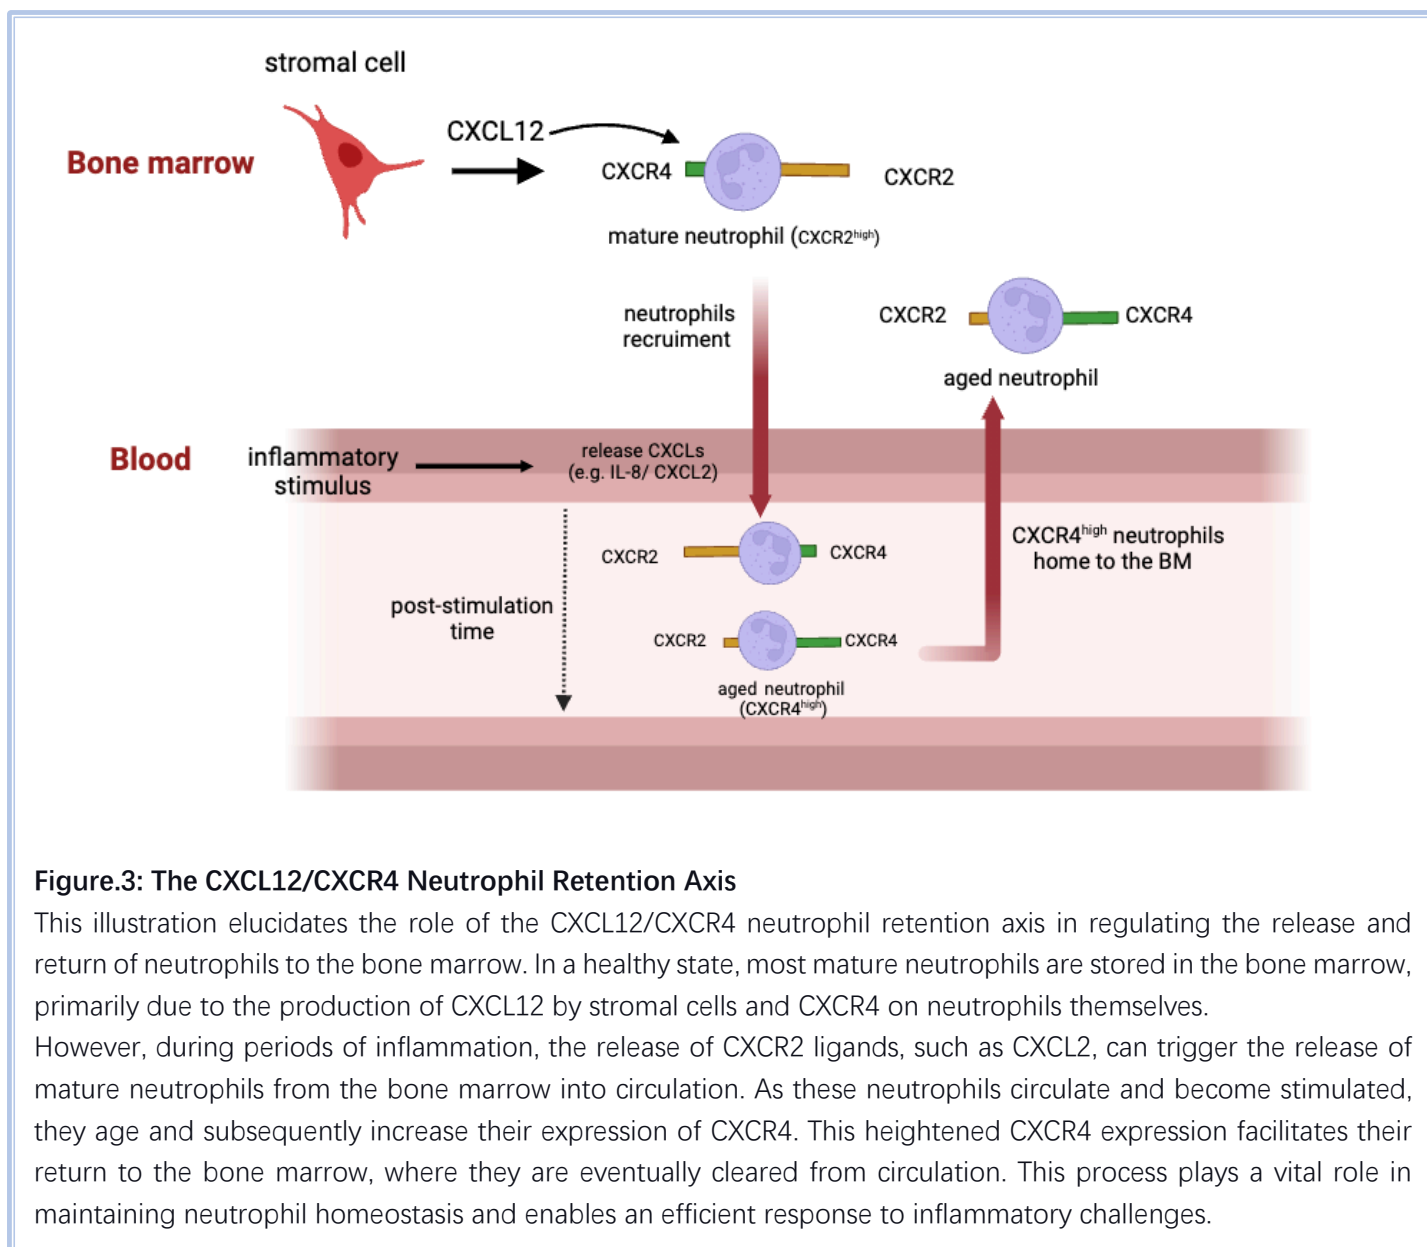 stromal cell
Bone marrow
CXCL12
CXCR4
CXCR2
mature neutrophil (CXCR2high)
neutrophils
recruiment
CXCR2
CXCR4
aged neutrophil
Blood
inflammatory
stimulus
release CXCLs
(e.g. IL-8/ CXCL2)
CXCR2
CXCR4
CXCR4high neutrophils
home to the BM
post-stimulation
time
CXCR2
CXCR4
aged neutrophil
(CXCR4high)
Figure.3: The CXCL12/CXCR4 Neutrophil Retention Axis
This illustration elucidates the role of the CXCL12/CXCR4 neutrophil retention axis in regulating the release and
return of neutrophils to the bone marrow. In a healthy state, most mature neutrophils are stored in the bone marrow,
primarily due to the production of CXCL12 by stromal cells and CXCR4 on neutrophils themselves.
However, during periods of inflammation, the release of CXCR2 ligands, such as CXCL2, can trigger the release of
mature neutrophils from the bone marrow into circulation. As these neutrophils circulate and become stimulated,
they age and subsequently increase their expression of CXCR4. This heightened CXCR4 expression facilitates their
return to the bone marrow, where they are eventually cleared from circulation. This process plays a vital role in
maintaining neutrophil homeostasis and enables an efficient response to inflammatory challenges.